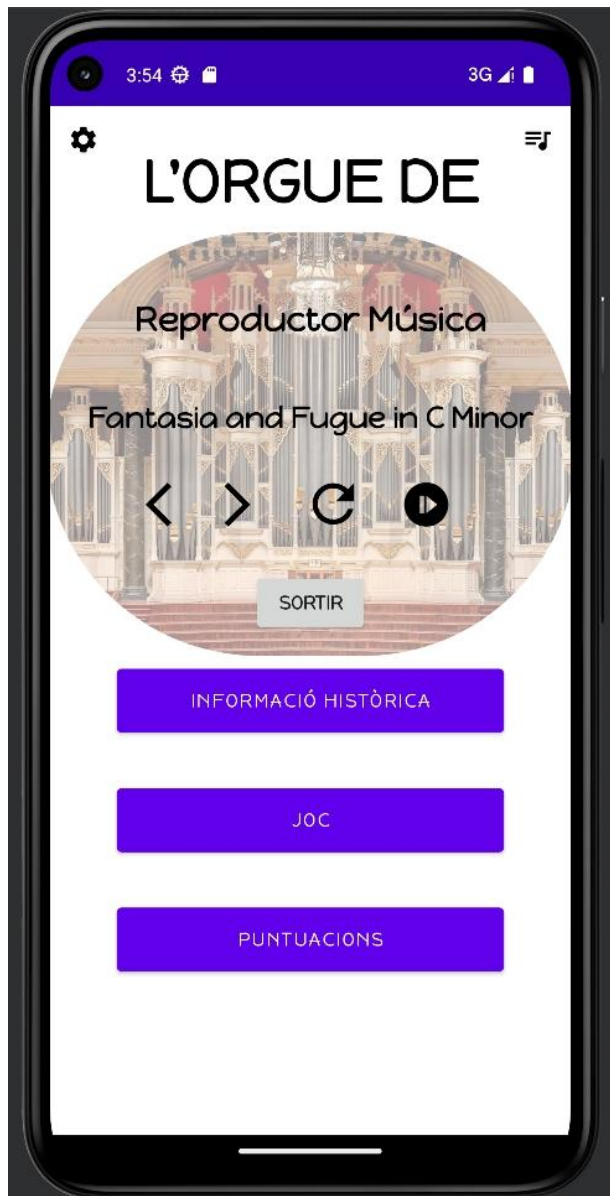 3:54
3G
L'ORGUE DE
Reproductor Música
Fantasia and Fugue in C Minor
SORTIR
INFORMACIÓ HISTÒRICA
JOC
PUNTUACIONS